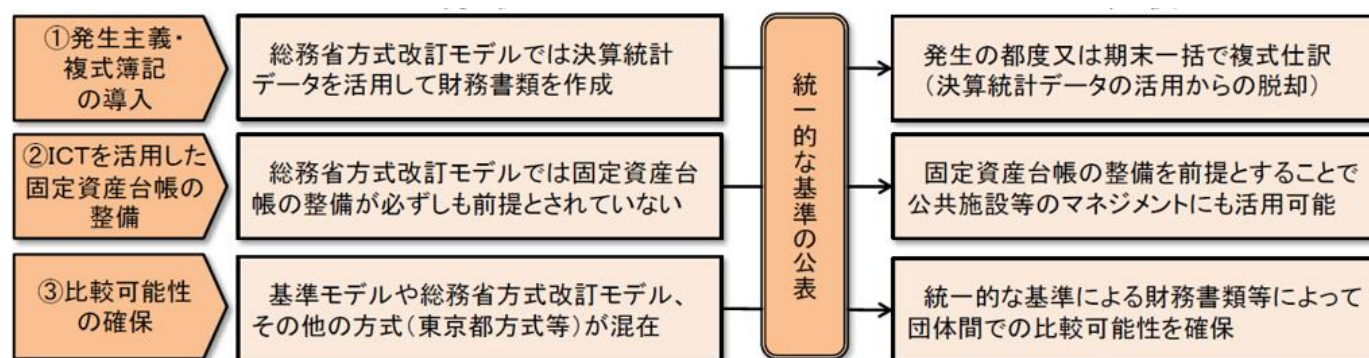 ①発生主義・
複式簿記
の導入
総務省方式改訂モデルでは決算統計
データを活用して財務書類を作成
発生の都度又は期末一括で複式仕訳
(決算統計データの活用からの脱却)
②ICTを活用した
固定資産台帳の
整備
総務省方式改訂モデルでは固定資産台
帳の整備が必ずしも前提とされていない
固定資産台帳の整備を前提とすることで
公共施設等のマネジメントにも活用可能
③比較可能性
の確保
基準モデルや総務省方式改訂モデル、
その他の方式(東京都方式等)が混在
統一的な基準による財務書類等によって
団体間での比較可能性を確保
統一的な基準の公表